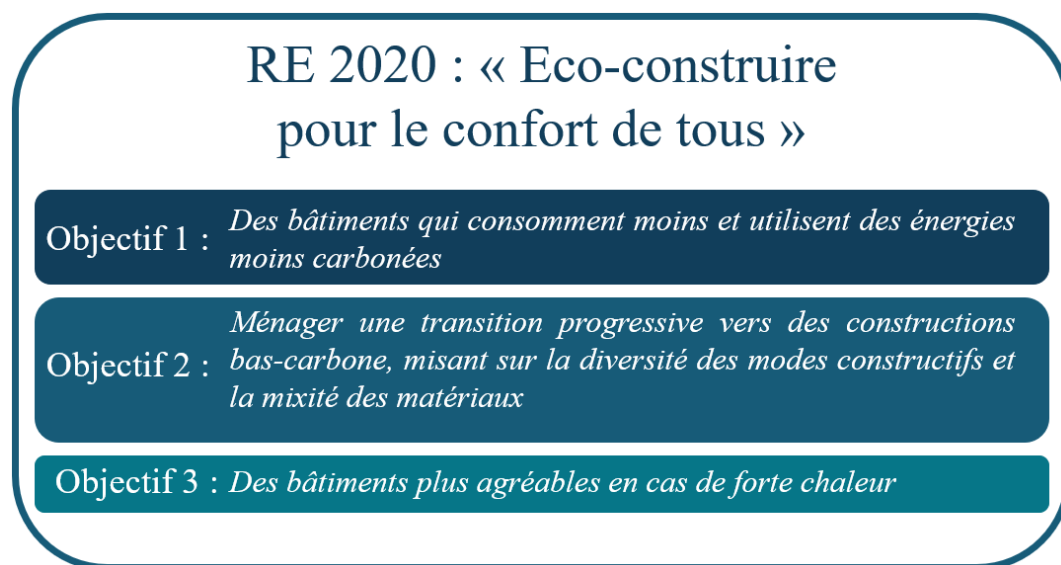 RE 2020 : « Eco-construire
pour le confort de tous »
Objectif 1 : Des bâtiments qui consomment moins et utilisent des énergies
moins carbonées
Objectif 2 : Ménager une transition progressive vers des constructions
bas-carbone, misant sur la diversité des modes constructifs et
la mixité des matériaux
Objectif 3 : Des bâtiments plus agréables en cas de forte chaleur